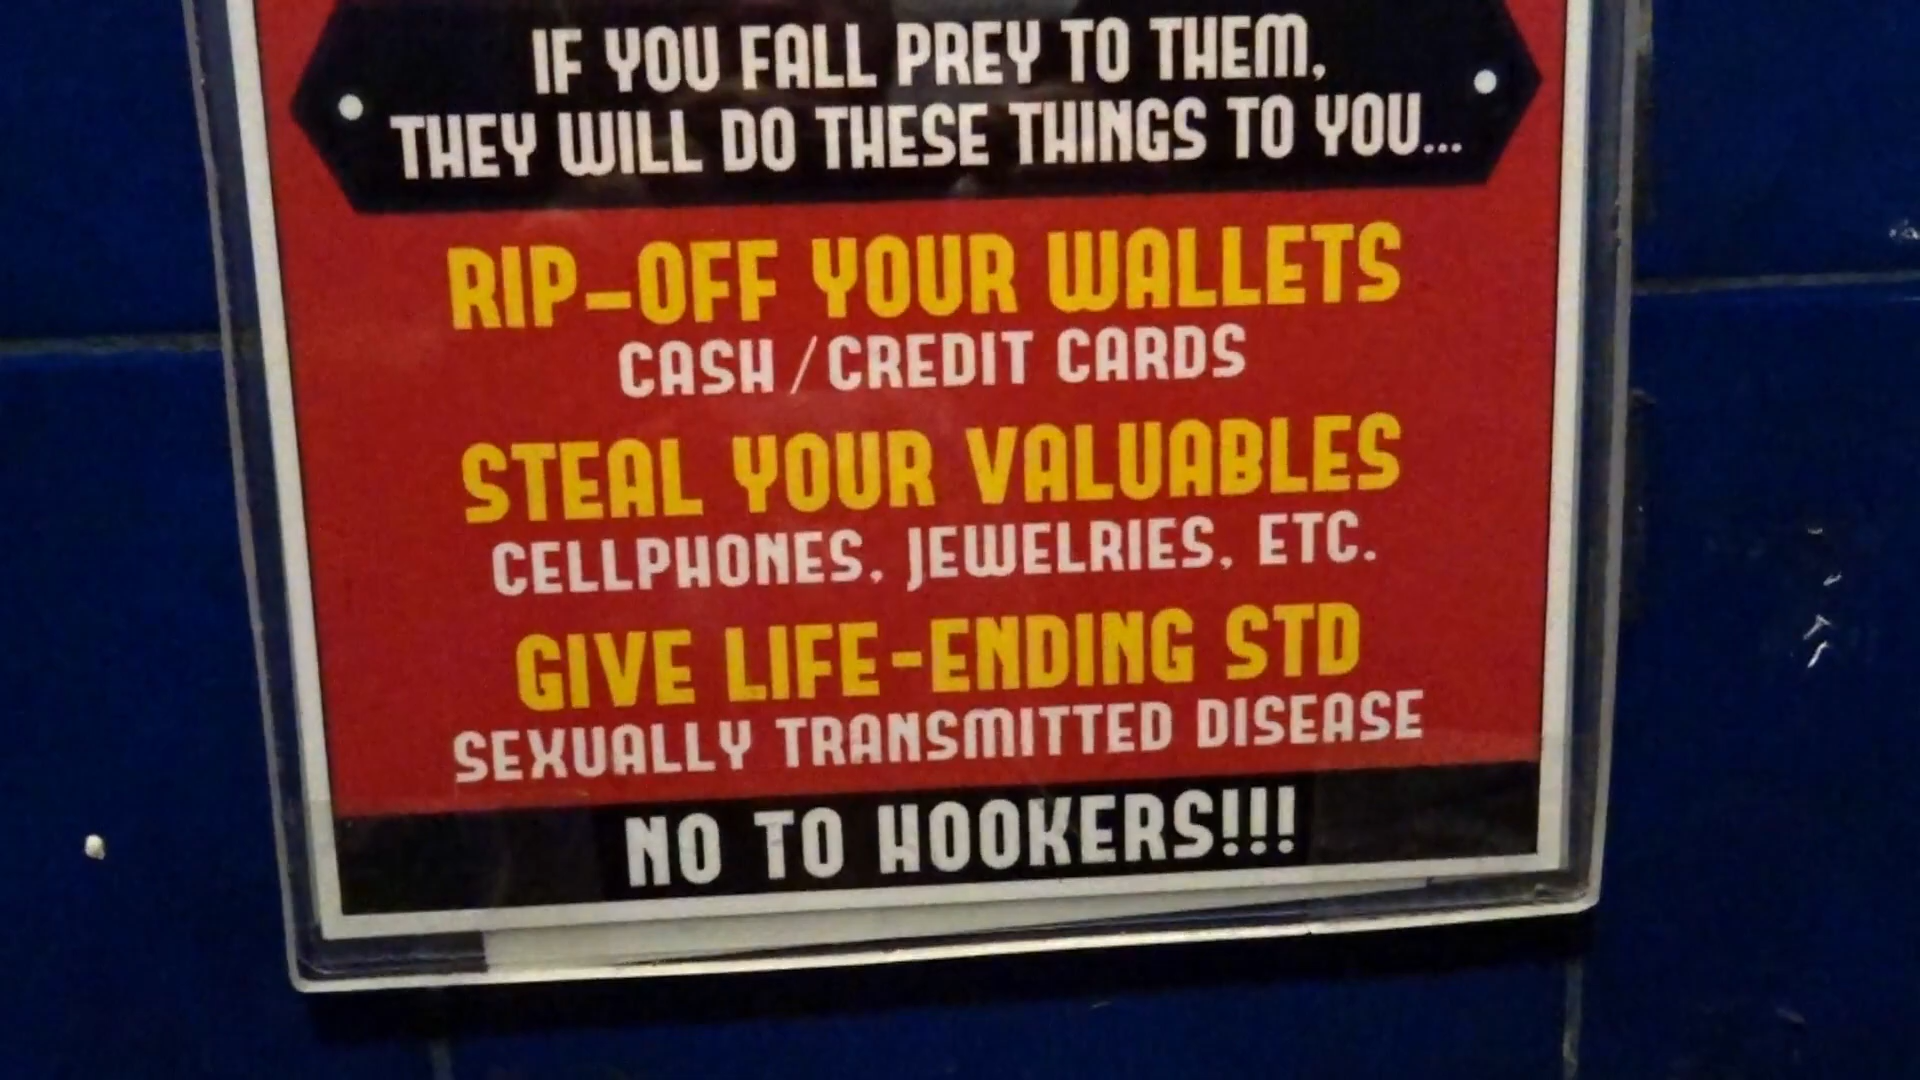 IF YOU FALL PREY TO THEM,
THEY WILL DO THESE THINGS TO YOU...
RIP-OFF YOUR WALLETS
CASH / CREDIT CARDS
STEAL YOUR VALUABLES
CELLPHONES, JEWELRIES, ETC.
GIVE LIFE-ENDING STD
SEXUALLY TRANSMITTED DISEASE
NO TO HOOKERS!!!